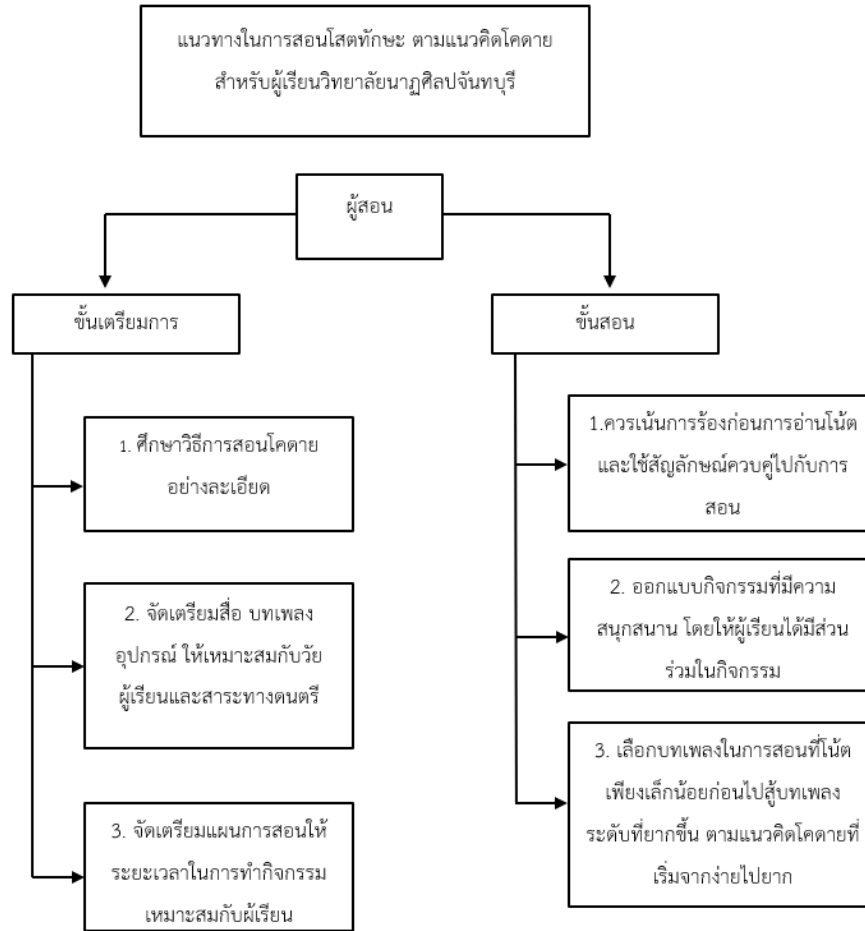 แนวทางในการสอนโสตทักษะ ตามแนวคิดโคดาย
สำหรับผู้เรียนวิทยาลัยนาฏศิลปจันทบุรี
ผู้สอน
ขั้นเตรียมการ
1. ศึกษาวิธีการสอนโคดาย
อย่างละเอียด
2. จัดเตรียมสื่อ บทเพลง
อุปกรณ์ ให้เหมาะสมกับวัย
ผู้เรียนและสาระทางดนตรี
3. จัดเตรียมแผนการสอนให้
ระยะเวลาในการทำกิจกรรม
เหมาะสมกับผู้เรียน
ขั้นสอน
1.ควรเน้นการร้องก่อนการอ่านโน้ต
และใช้สัญลักษณ์ควบคู่ไปกับการ
สอน
2. ออกแบบกิจกรรมที่มีความ
สนุกสนาน โดยให้ผู้เรียนได้มีส่วน
ร่วมในกิจกรรม
3. เลือกบทเพลงในการสอนที่โน้ต
เพียงเล็กน้อยก่อนไปสู้บทเพลง
ระดับที่ยากขึ้น ตามแนวคิดโคดายที่
เริ่มจากง่ายไปยาก